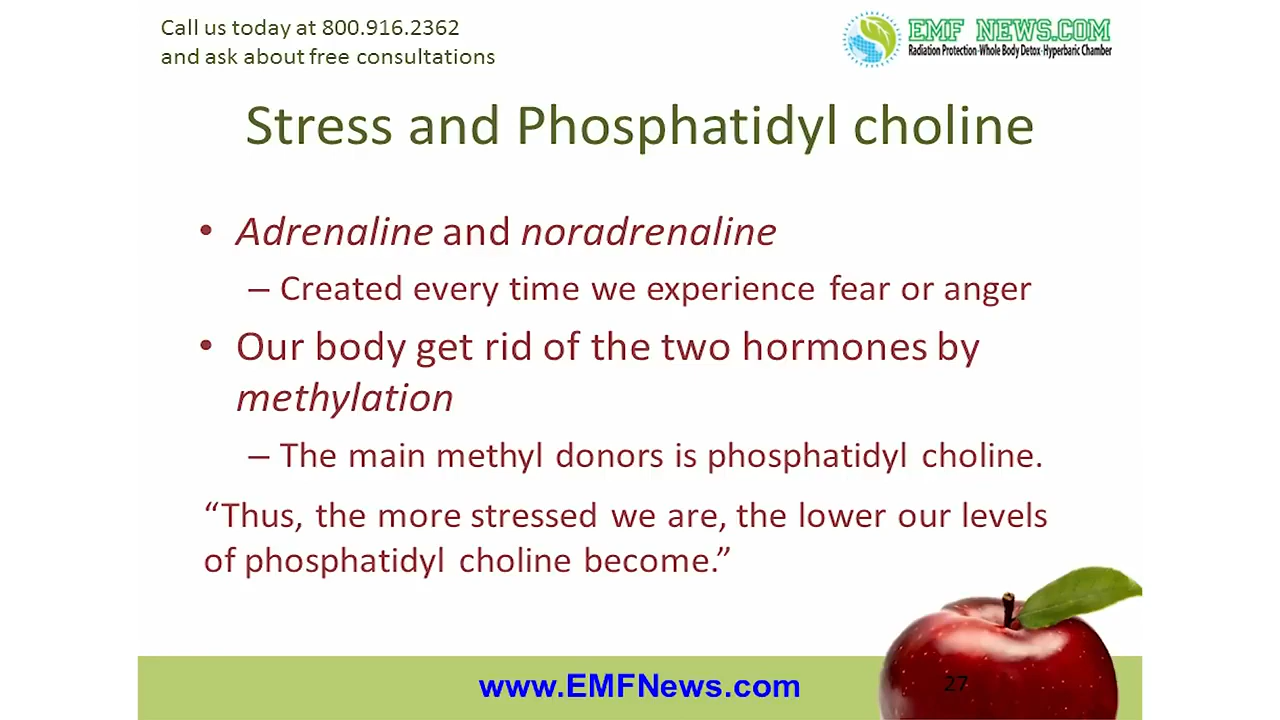 Call us today at 800.916.2362
and ask about free consultations
EMF NEWS.COM
Radiation Protection-Whole Body Detox-Hyperbaric Chamber
Stress and Phosphatidyl choline
• Adrenaline and noradrenaline
– Created every time we experience fear or anger
• Our body get rid of the two hormones by
methylation
– The main methyl donors is phosphatidyl choline.
“Thus, the more stressed we are, the lower our levels
of phosphatidyl choline become.”
www.EMFNews.com
27